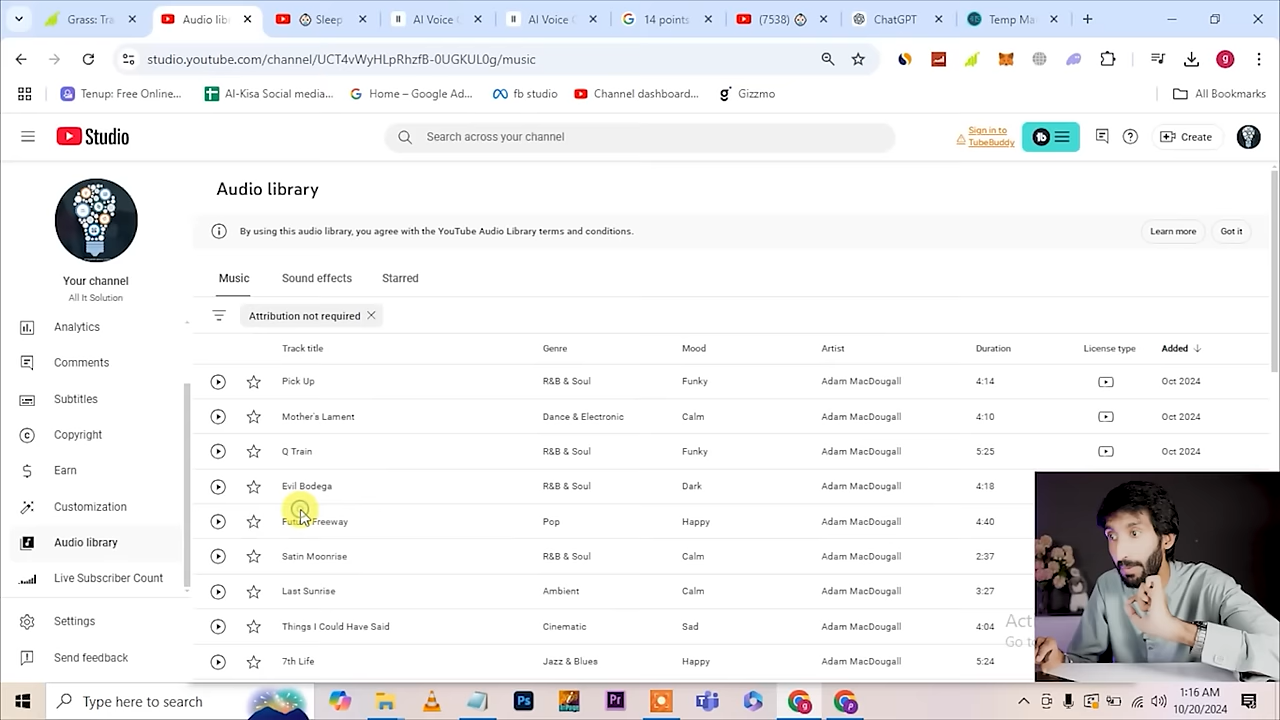 Grass: Tra
Audio lib
Sleep
AI Voice
AI Voice
14 points
(7538)
ChatGPT
Temp Ma
studio.youtube.com/channel/UCT4vWyHLpRhzfB-0UGKUL0g/music
g
Tenup: Free Online...
AI-Kisa Social media...
Home – Google Ad...
fb studio
Channel dashboard...
Gizmo
All Bookmarks
Studio
Search across your channel
Sign in to
TubeBuddy
Create
Audio library
By using this audio library, you agree with the YouTube Audio Library terms and conditions.
Learn more
Got it
Your channel
All It Solution
Analytics
Comments
Subtitles
Copyright
Earn
Customization
Audio library
Live Subscriber Count
Settings
Send feedback
Music
Sound effects
Starred
Attribution not required
Track title Genre Mood Artist Duration License type Added
Pick Up R&B & Soul Funky Adam MacDougall 4:14 Oct 2024
Mother's Lament Dance & Electronic Calm Adam MacDougall 4:10 Oct 2024
Q Train R&B & Soul Funky Adam MacDougall 5:25 Oct 2024
Evil Bodega R&B & Soul Dark Adam MacDougall 4:18
Future Freeway Pop Happy Adam MacDougall 4:40
Satin Moonrise R&B & Soul Calm Adam MacDougall 2:37
Last Sunrise Ambient Calm Adam MacDougall 3:27
Things I Could Have Said Cinematic Sad Adam MacDougall 4:04
7th Life Jazz & Blues Happy Adam MacDougall 5:24
Act
Go to
Type here to search
1:16 AM
10/20/2024